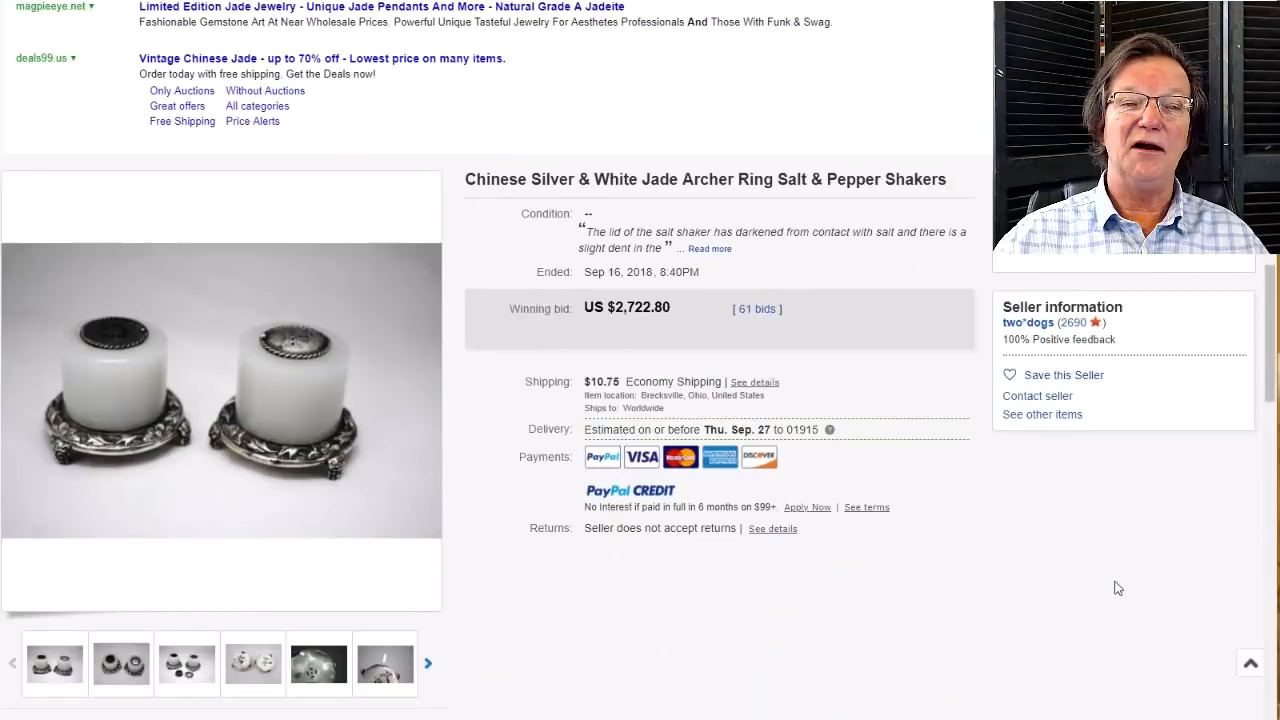 magpieeye.net ▾
Limited Edition Jade Jewelry - Unique Jade Pendants And More - Natural Grade A Jadeite
Fashionable Gemstone Art At Near Wholesale Prices. Powerful Unique Tasteful Jewelry For Aesthetes Professionals And Those With Funk & Swag.
deals99.us ▾
Vintage Chinese Jade - up to 70% off - Lowest price on many items.
Order today with free shipping. Get the Deals now!
Only Auctions Without Auctions
Great offers All categories
Free Shipping Price Alerts
Chinese Silver & White Jade Archer Ring Salt & Pepper Shakers
Condition: --
“The lid of the salt shaker has darkened from contact with salt and there is a
slight dent in the ” ... Read more
Ended: Sep 16, 2018, 8:40PM
Winning bid: US $2,722.80 [ 61 bids ]
Shipping: $10.75 Economy Shipping | See details
Item location: Brecksville, Ohio, United States
Ships to: Worldwide
Delivery: Estimated on or before Thu. Sep. 27 to 01915
Payments: PayPal VISA MasterCard AMERICAN EXPRESS DISCOVER
PayPal CREDIT
No Interest if paid in full in 6 months on $99+. Apply Now | See terms
Returns: Seller does not accept returns | See details
Seller information
two*dogs (2690 ★)
100% Positive feedback
Save this Seller
Contact seller
See other items